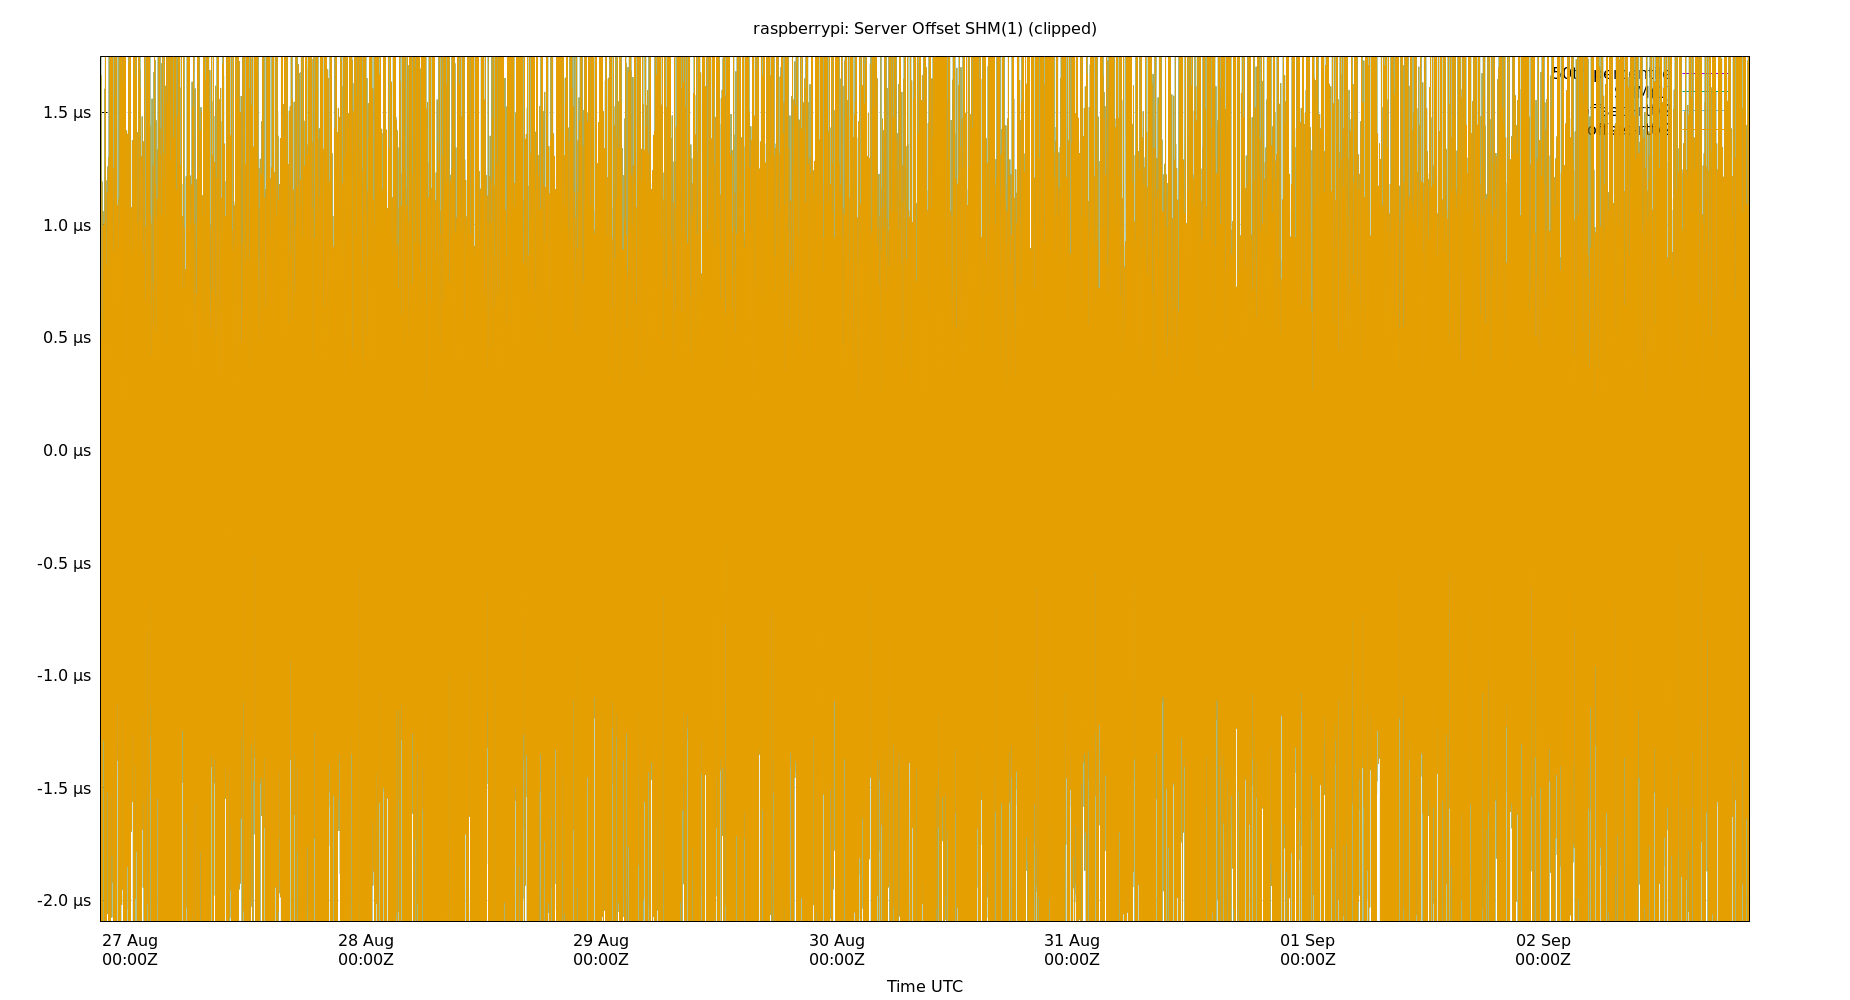 raspberrypi: Server Offset SHM(1) (clipped)
1.5 µs
1.0 µs
0.5 µs
0.0 µs
-0.5 µs
-1.0 µs
-1.5 µs
-2.0 µs
27 Aug 28 Aug 29 Aug 30 Aug 31 Aug 01 Sep 02 Sep
00:00Z 00:00Z 00:00Z 00:00Z 00:00Z 00:00Z 00:00Z
Time UTC